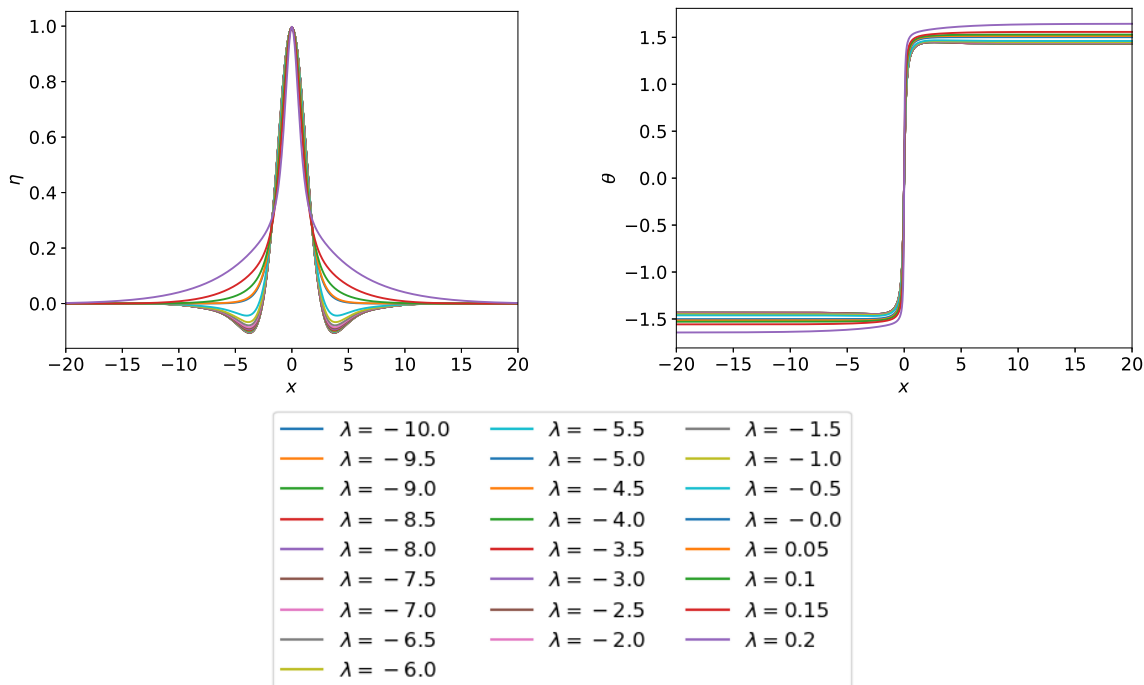 1.0
0.8
0.6
0.4
0.2
0.0
η
−20 −15 −10 −5 0 5 10 15 20
x
1.5
1.0
0.5
0.0
−0.5
−1.0
−1.5
θ
−20 −15 −10 −5 0 5 10 15 20
x
λ = −10.0
λ = −9.5
λ = −9.0
λ = −8.5
λ = −8.0
λ = −7.5
λ = −7.0
λ = −6.5
λ = −6.0
λ = −5.5
λ = −5.0
λ = −4.5
λ = −4.0
λ = −3.5
λ = −3.0
λ = −2.5
λ = −2.0
λ = −1.5
λ = −1.0
λ = −0.5
λ = −0.0
λ = 0.05
λ = 0.1
λ = 0.15
λ = 0.2